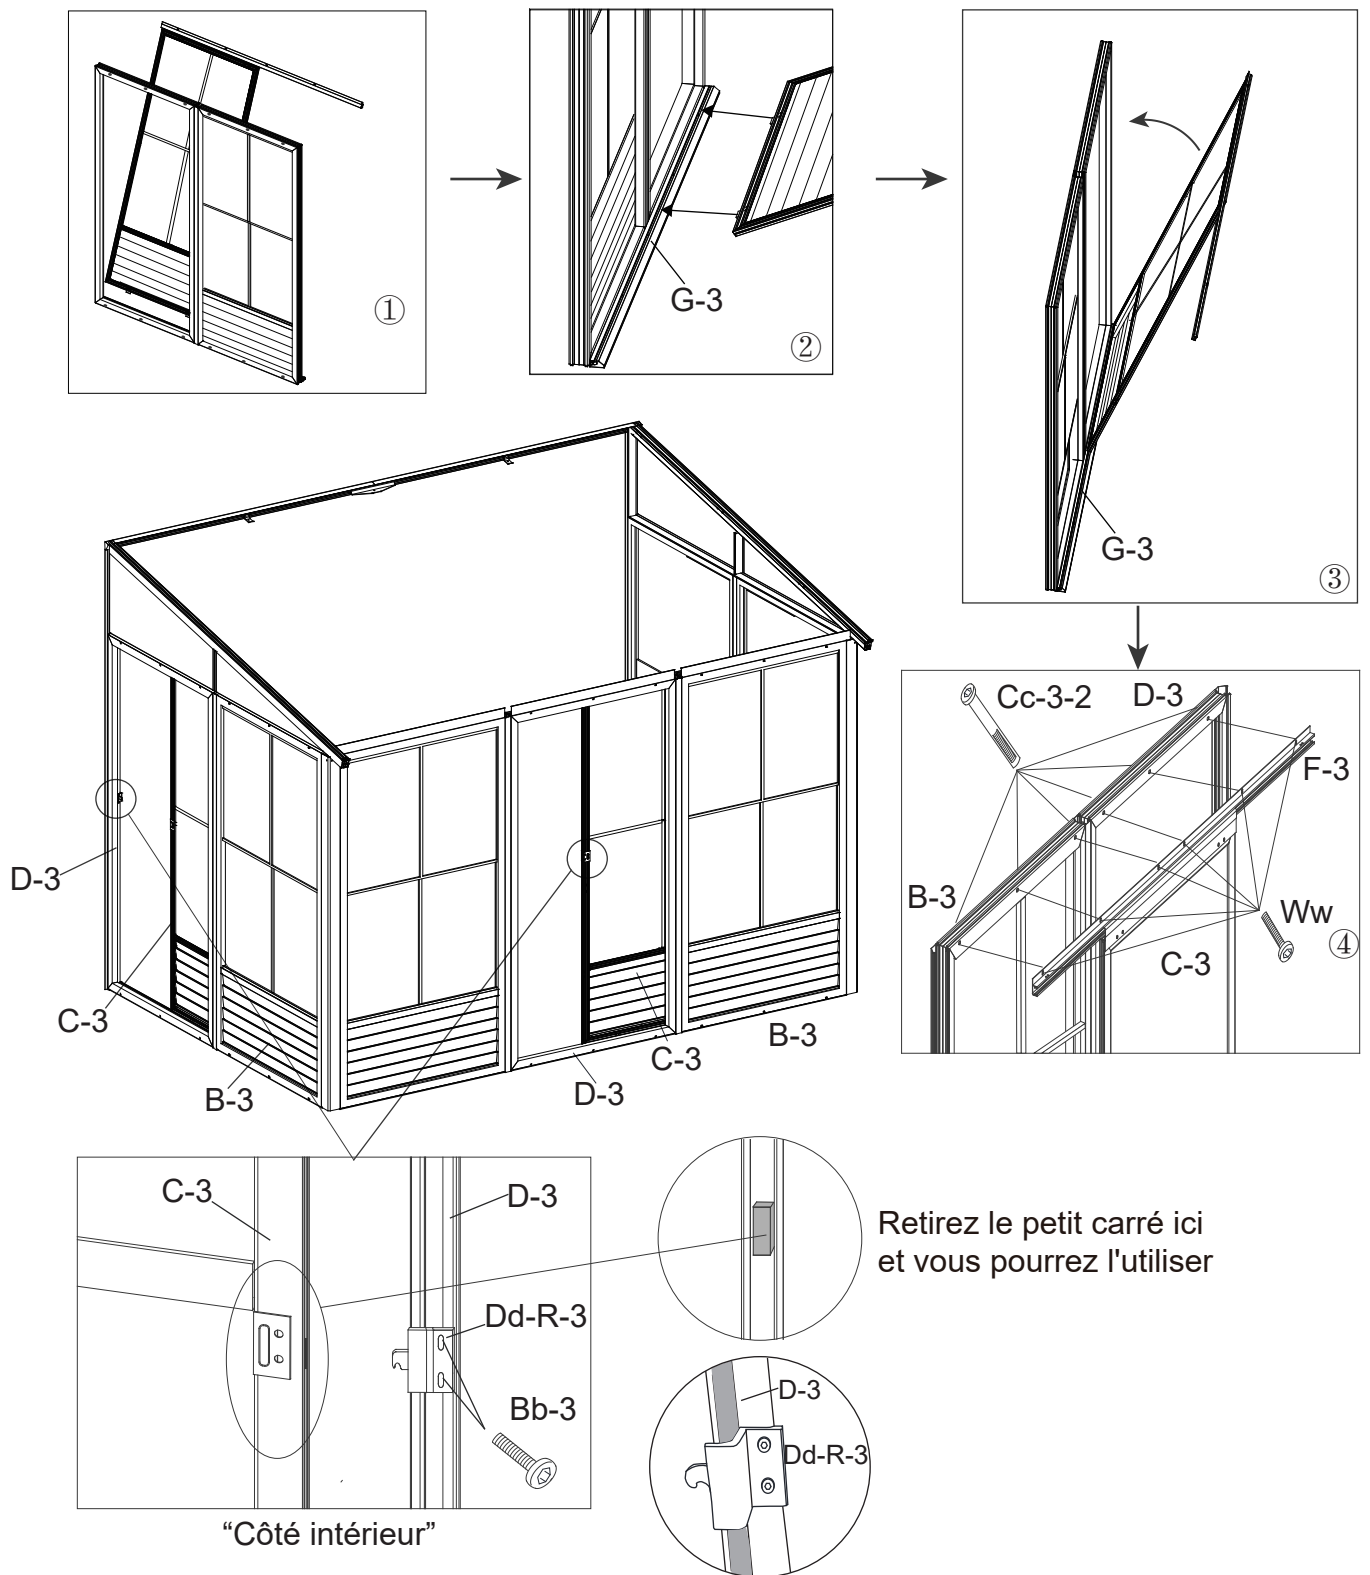 ①
G-3
②
G-3
③
Cc-3-2
D-3
F-3
B-3
Ww
C-3
④
D-3
C-3
B-3
D-3
C-3
B-3
C-3
D-3
Dd-R-3
Bb-3
“Côté intérieur”
Retirez le petit carré ici
et vous pourrez l'utiliser
D-3
Dd-R-3